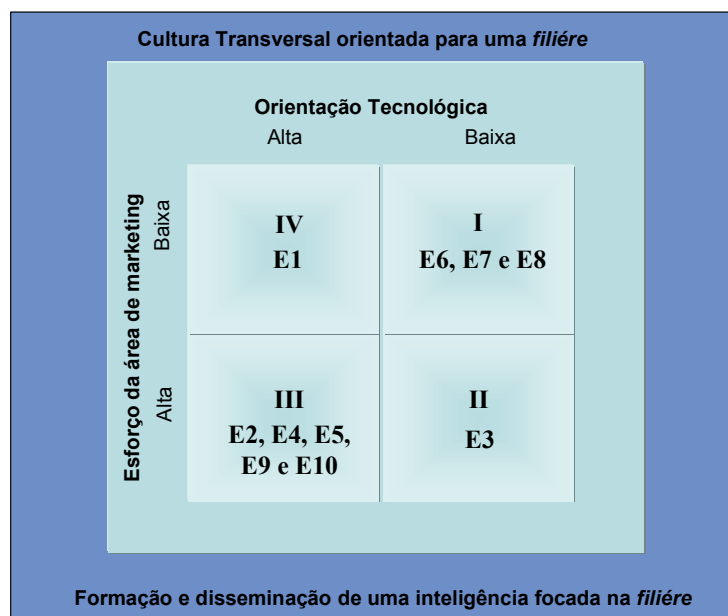 Cultura Transversal orientada para uma filiére
Orientação Tecnológica
Alta
Baixa
Esforço da área de marketing
Baixa
IV
E1
I
E6, E7 e E8
Alta
III
E2, E4, E5,
E9 e E10
II
E3
Formação e disseminação de uma inteligência focada na filiére